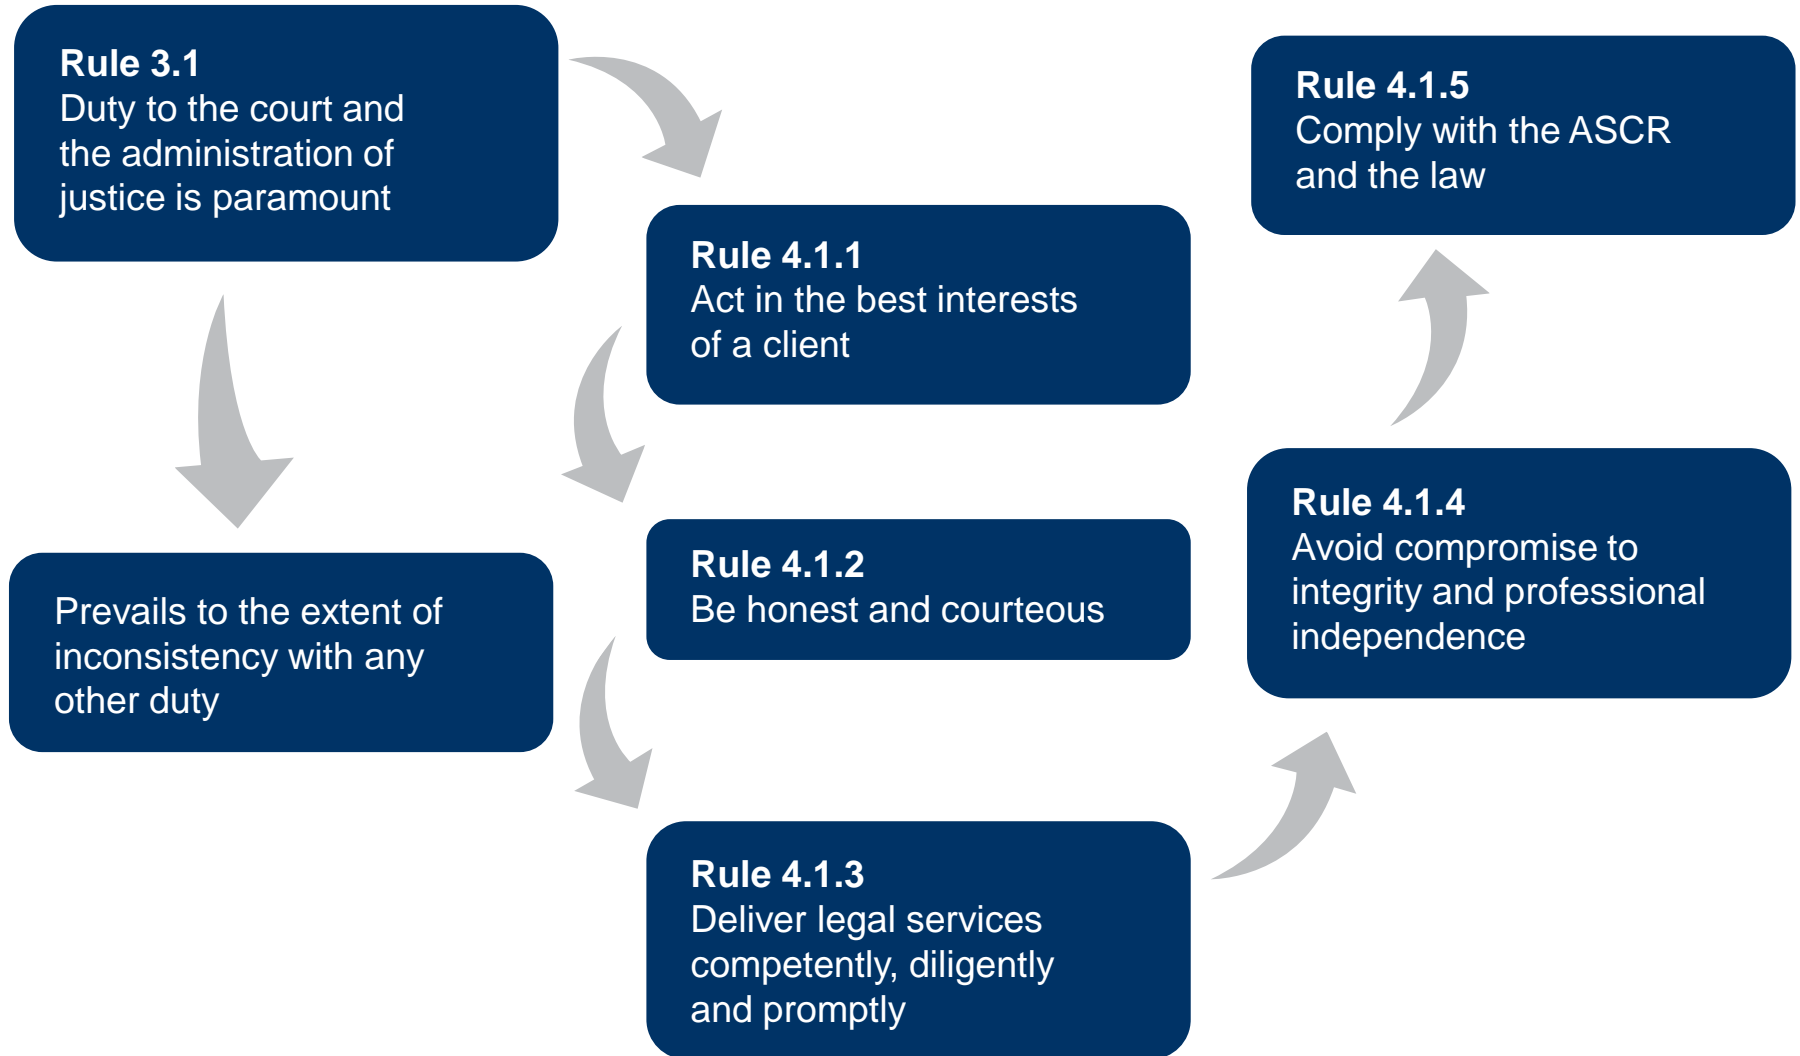 Rule 3.1
Duty to the court and
the administration of
justice is paramount
Prevails to the extent of
inconsistency with any
other duty
Rule 4.1.1
Act in the best interests
of a client
Rule 4.1.2
Be honest and courteous
Rule 4.1.3
Deliver legal services
competently, diligently
and promptly
Rule 4.1.4
Avoid compromise to
integrity and professional
independence
Rule 4.1.5
Comply with the ASCR
and the law